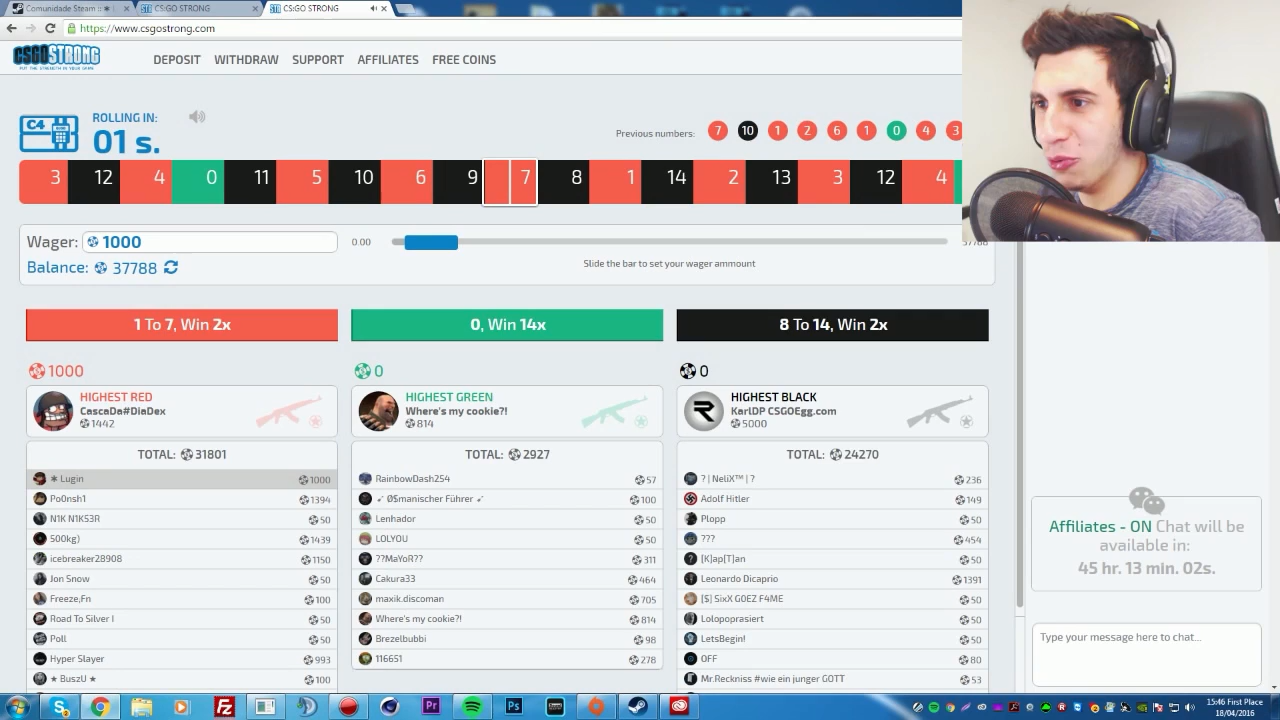 Comunidade Steam :: ✱
CS:GO STRONG
CS:GO STRONG
https://www.csgostrong.com
CSGOSTRONG
PUT THE STRENGTH IN YOUR GAME
DEPOSIT WITHDRAW SUPPORT AFFILIATES FREE COINS
C4
ROLLING IN:
01 s.
Previous numbers: 7 10 1 2 6 1 0 4 3
3 12 4 0 11 5 10 6 9 7 8 1 14 2 13 3 12 4
Wager: 1000
0.00
37788
Balance: 37788
Slide the bar to set your wager ammount
1 To 7, Win 2x
0, Win 14x
8 To 14, Win 2x
1000
0
0
HIGHEST RED
CascaDa#DiaDex
1442
HIGHEST GREEN
Where's my cookie?!
814
HIGHEST BLACK
KarlDP CSGOEgg.com
5000
TOTAL: 31801
✱ Lugin 1000
Po0nsh1 1394
N1K N1KS3R 50
500kg) 1439
icebreaker28908 1150
Jon Snow 50
Freeze;Fn 100
Road To Silver I 50
Poll 50
Hyper Slayer 993
★ BuszU ★ 100
TOTAL: 2927
RainbowDash254 57
➹ Ø$manischer Führer ➹ 100
Lenhador 50
LOLYOU 50
??MaYoR?? 311
Cakura33 464
maxik.discoman 705
Where's my cookie?! 814
Brezelbubbi 98
116651 278
TOTAL: 24270
? | NeliX™ | ? 236
Adolf Hitler 149
Plopp 50
??? 454
[K]ap[T]an 50
Leonardo Dicaprio 1391
[$] SixX G0EZ F4ME 50
Lolopoprasiert 50
LetsBegin! 50
OFF 80
Mr.Reckniss #wie ein junger GOTT 53
Affiliates - ON Chat will be
available in:
45 hr. 13 min. 02s.
Type your message here to chat...
15:46 First Place
18/04/2016